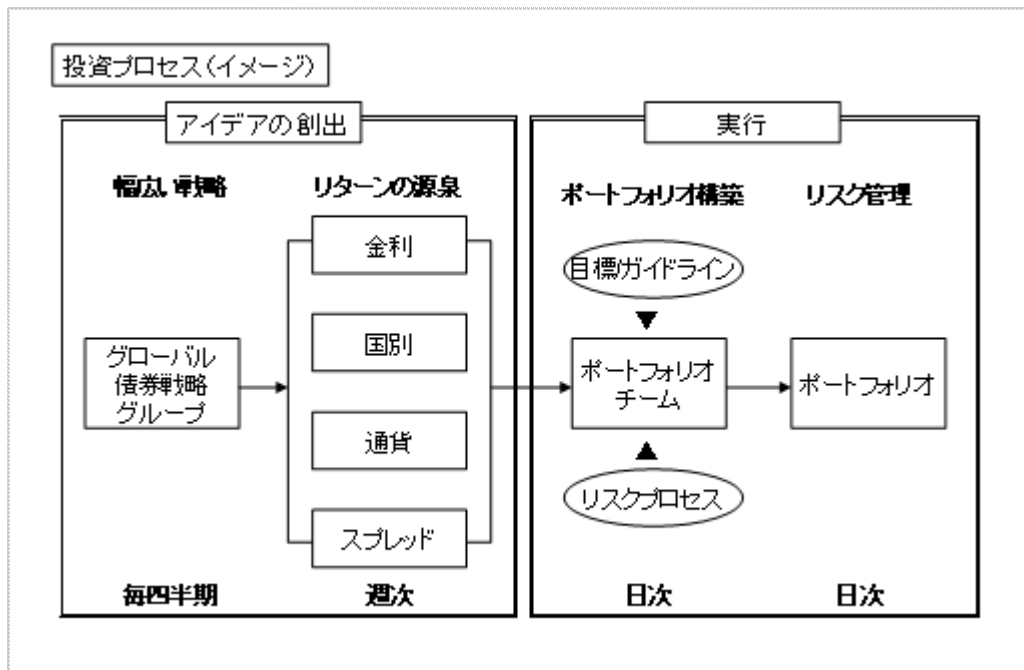 投資プロセス(イメージ)
アイデアの創出
実行
幅広い戦略
リターンの源泉
ポートフォリオ構築
リスク管理
金利
目標/ガイドライン
国別
グローバル
債券戦略
グループ
ポートフォリオ
チーム
ポートフォリオ
通貨
リスクプロセス
スプレッド
毎四半期
週次
日次
日次